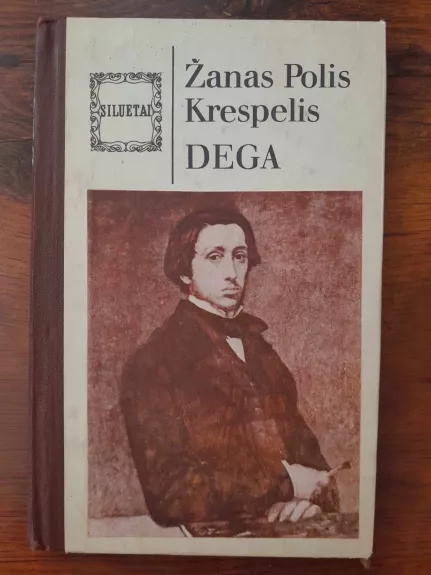 SILUETAI
Žanas Polis
Krespelis
DEGA